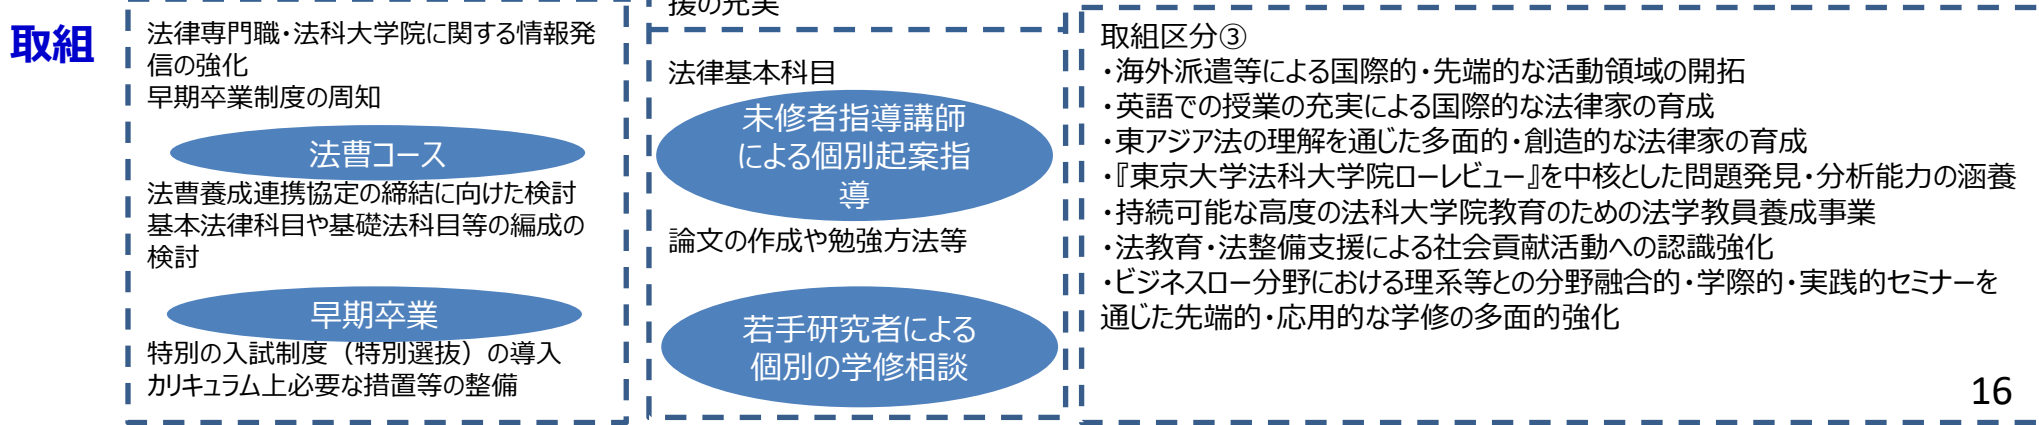 取組
法律専門職・法科大学院に関する情報発
信の強化
早期卒業制度の周知
法曹コース
法曹養成連携協定の締結に向けた検討
基本法律科目や基礎法科目等の編成の
検討
早期卒業
特別の入試制度（特別選抜）の導入
カリキュラム上必要な措置等の整備
援の充実
法律基本科目
未修者指導講師
による個別起案指
導
論文の作成や勉強方法等
若手研究者による
個別の学修相談
取組区分③
・海外派遣等による国際的・先端的な活動領域の開拓
・英語での授業の充実による国際的な法律家の育成
・東アジア法の理解を通じた多面的・創造的な法律家の育成
・『東京大学法科大学院ローレビュー』を中核とした問題発見・分析能力の涵養
・持続可能な高度の法科大学院教育のための法学教員養成事業
・法教育・法整備支援による社会貢献活動への認識強化
・ビジネスロー分野における理系等との分野融合的・学際的・実践的セミナーを
通じた先端的・応用的な学修の多面的強化
16